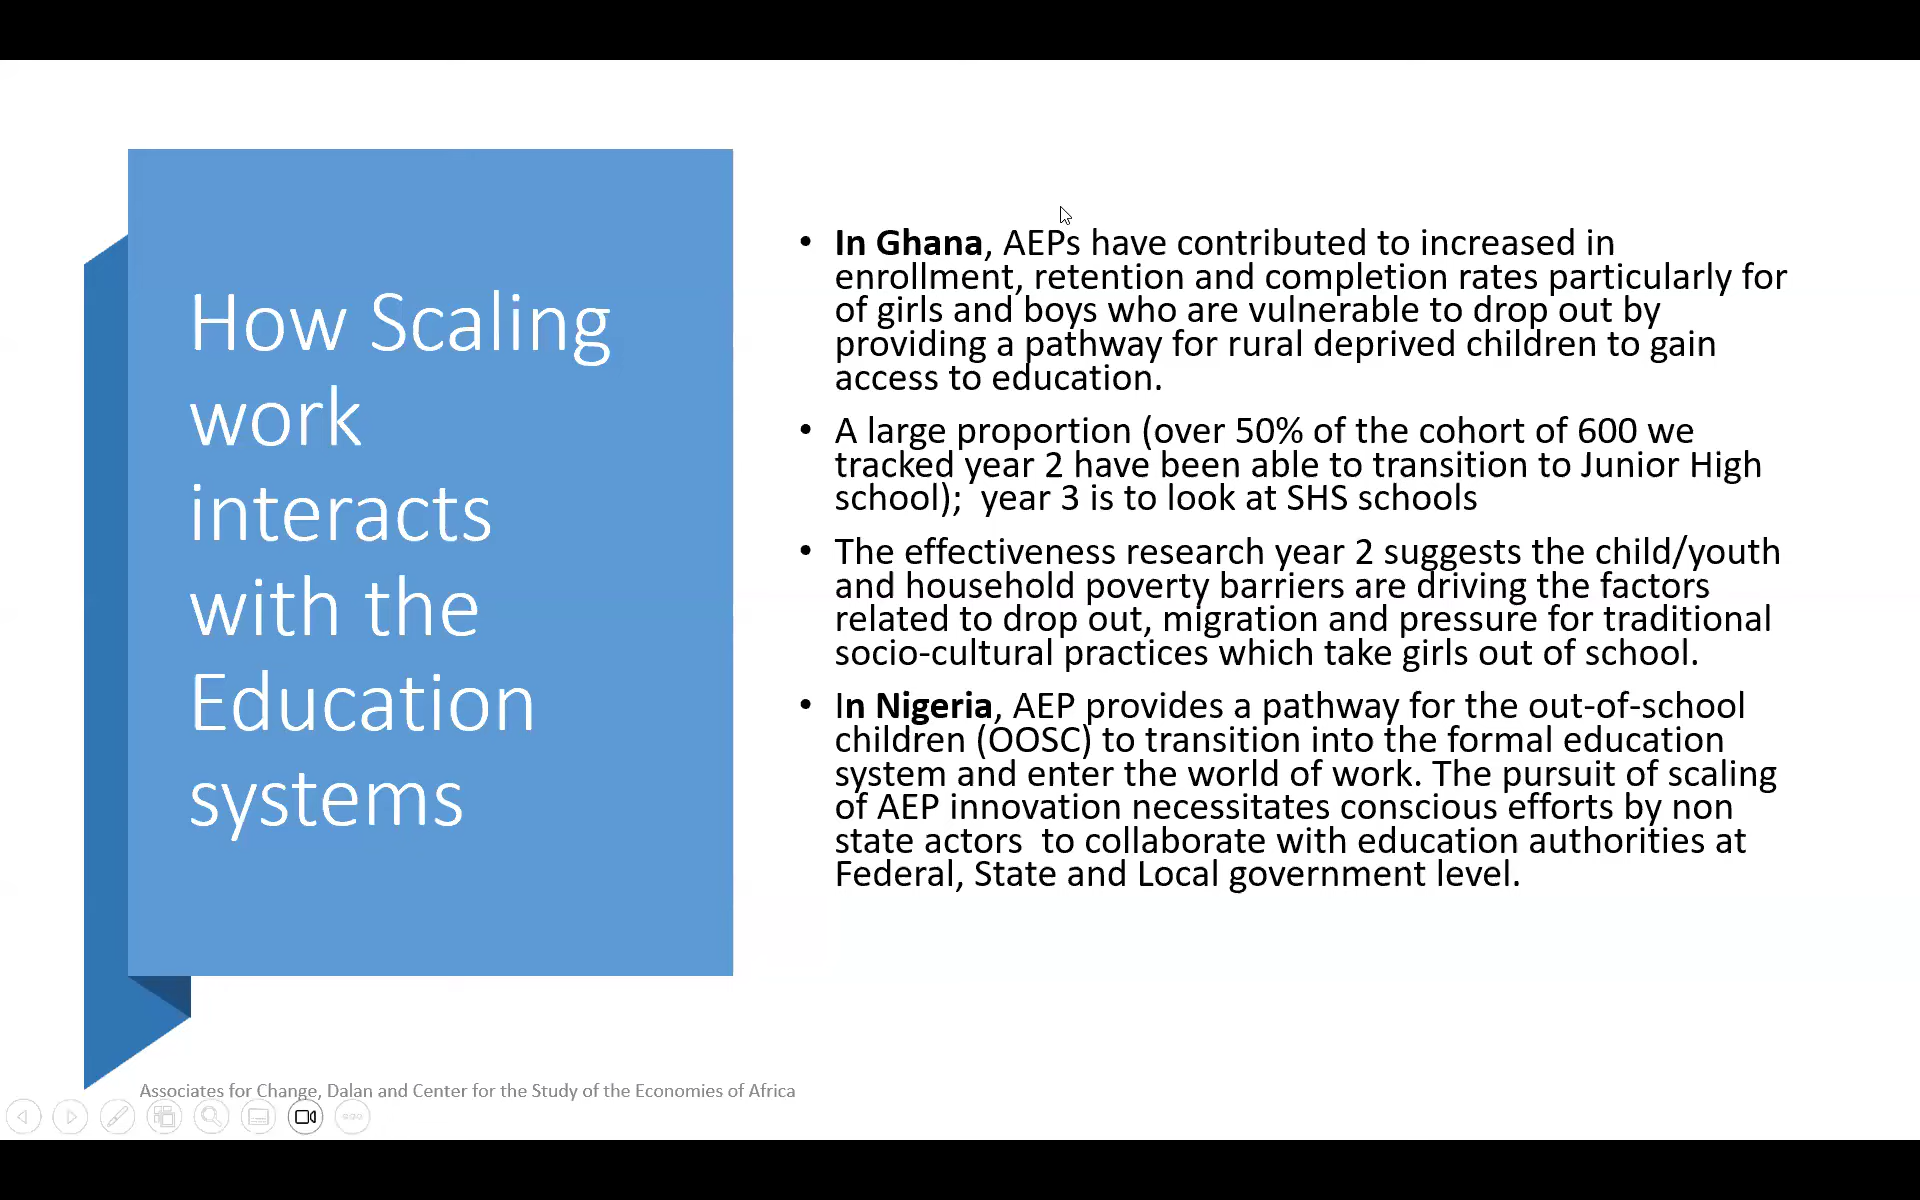 How Scaling
work
interacts
with the
Education
systems
• In Ghana, AEPs have contributed to increased in
enrollment, retention and completion rates particularly for
of girls and boys who are vulnerable to drop out by
providing a pathway for rural deprived children to gain
access to education.
• A large proportion (over 50% of the cohort of 600 we
tracked year 2 have been able to transition to Junior High
school);  year 3 is to look at SHS schools
• The effectiveness research year 2 suggests the child/youth
and household poverty barriers are driving the factors
related to drop out, migration and pressure for traditional
socio-cultural practices which take girls out of school.
• In Nigeria, AEP provides a pathway for the out-of-school
children (OOSC) to transition into the formal education
system and enter the world of work. The pursuit of scaling
of AEP innovation necessitates conscious efforts by non
state actors  to collaborate with education authorities at
Federal, State and Local government level.
Associates for Change, Dalan and Center for the Study of the Economies of Africa